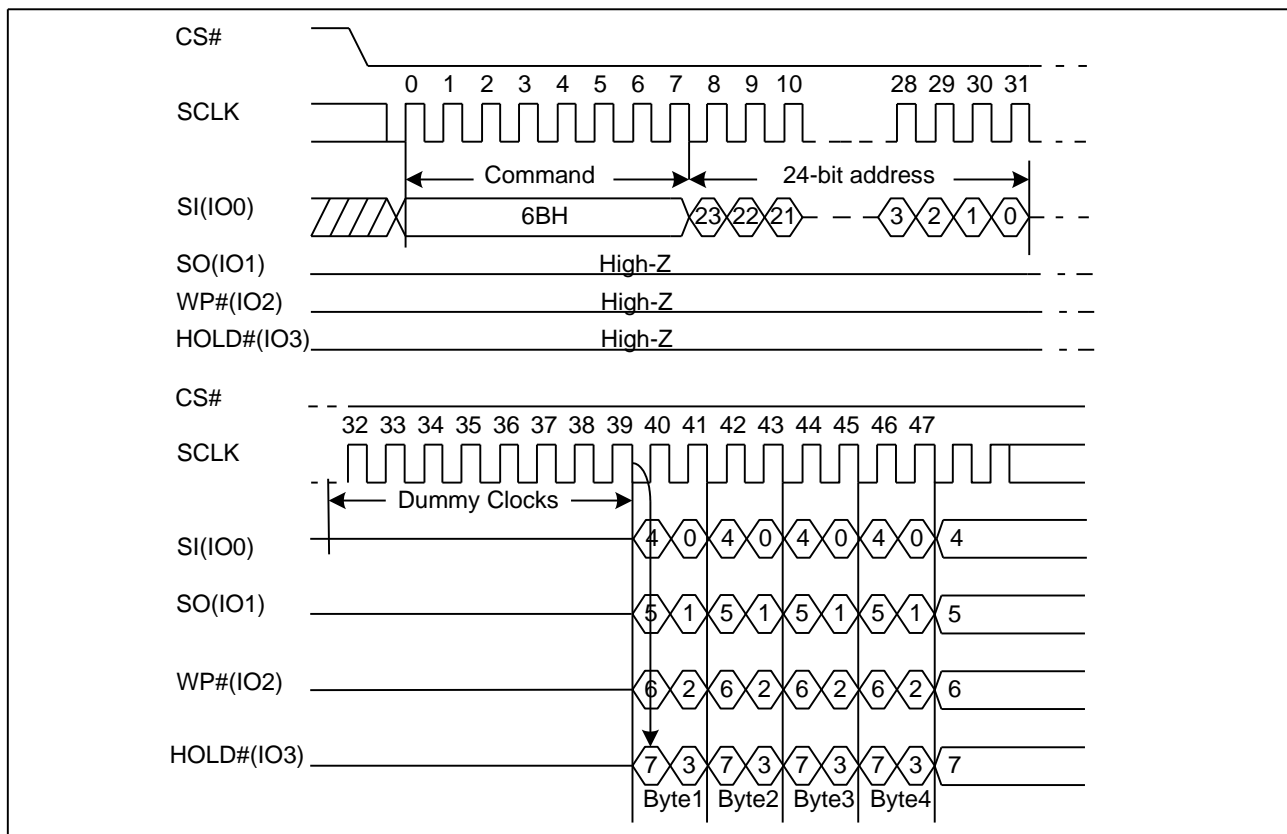 CS#
0 1 2 3 4 5 6 7 8 9 10 28 29 30 31
SCLK
Command 24-bit address
SI(IO0) 6BH 23 22 21 3 2 1 0
SO(IO1) High-Z
WP#(IO2) High-Z
HOLD#(IO3) High-Z
CS#
32 33 34 35 36 37 38 39 40 41 42 43 44 45 46 47
SCLK
Dummy Clocks
SI(IO0) 4 0 4 0 4 0 4 0 4
SO(IO1) 5 1 5 1 5 1 5 1 5
WP#(IO2) 6 2 6 2 6 2 6 2 6
HOLD#(IO3) 7 3 7 3 7 3 7 3 7
Byte1 Byte2 Byte3 Byte4